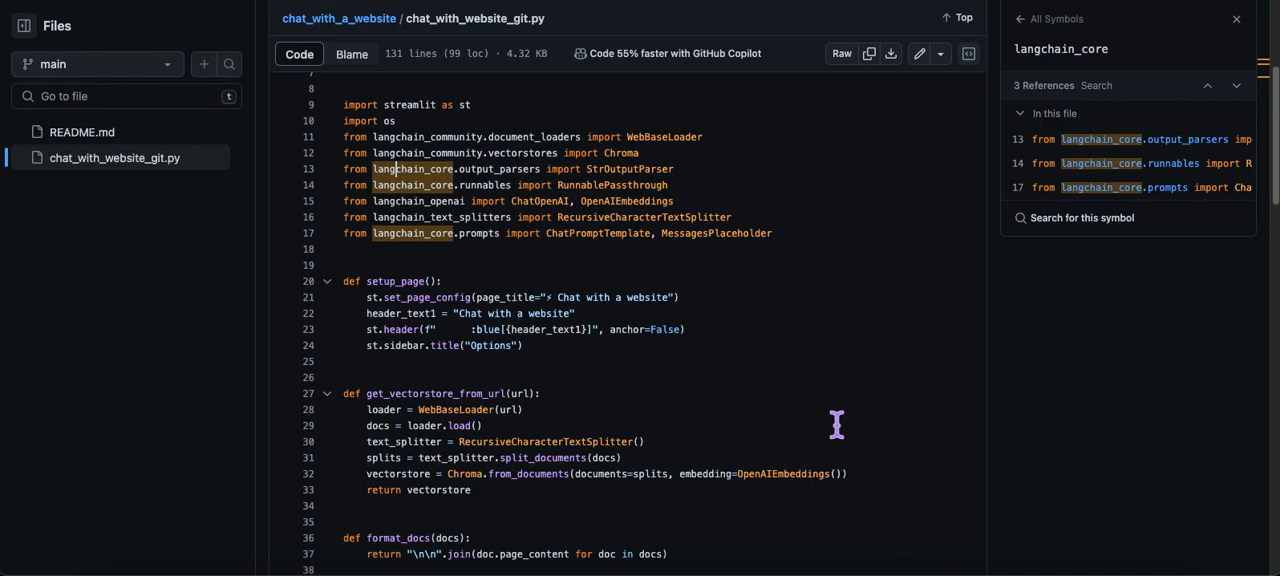 Files
main
Go to file
t
README.md
chat_with_website_git.py
chat_with_a_website / chat_with_website_git.py
Top
Code
Blame
131 lines (99 loc) · 4.32 KB
Code 55% faster with GitHub Copilot
Raw
8
9 import streamlit as st
10 import os
11 from langchain_community.document_loaders import WebBaseLoader
12 from langchain_community.vectorstores import Chroma
13 from langchain_core.output_parsers import StrOutputParser
14 from langchain_core.runnables import RunnablePassthrough
15 from langchain_openai import ChatOpenAI, OpenAIEmbeddings
16 from langchain_text_splitters import RecursiveCharacterTextSplitter
17 from langchain_core.prompts import ChatPromptTemplate, MessagesPlaceholder
18
19
20 def setup_page():
21 st.set_page_config(page_title="⚡ Chat with a website")
22 header_text1 = "Chat with a website"
23 st.header(f" :blue[{header_text1}]", anchor=False)
24 st.sidebar.title("Options")
25
26
27 def get_vectorstore_from_url(url):
28 loader = WebBaseLoader(url)
29 docs = loader.load()
30 text_splitter = RecursiveCharacterTextSplitter()
31 splits = text_splitter.split_documents(docs)
32 vectorstore = Chroma.from_documents(documents=splits, embedding=OpenAIEmbeddings())
33 return vectorstore
34
35
36 def format_docs(docs):
37 return "\n\n".join(doc.page_content for doc in docs)
38
All Symbols
langchain_core
3 References Search
In this file
13 from langchain_core.output_parsers imp
14 from langchain_core.runnables import R
17 from langchain_core.prompts import Cha
Search for this symbol